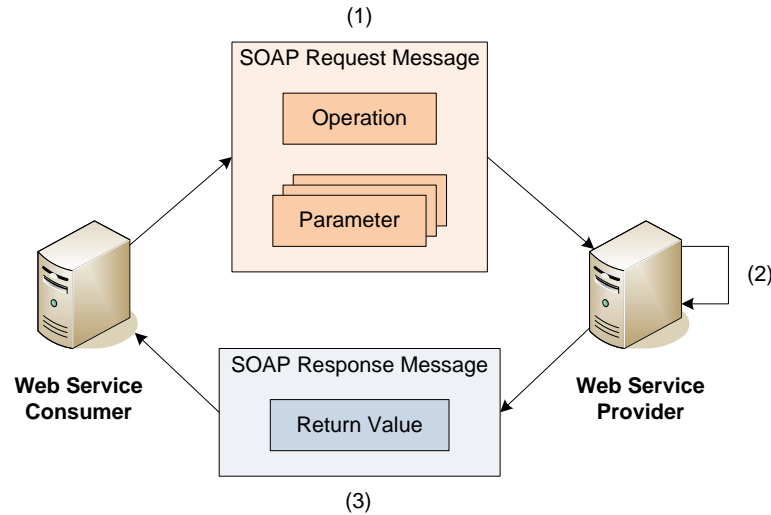 (1)
SOAP Request Message
Operation
Parameter
(2)
Web Service
Consumer
Web Service
Provider
SOAP Response Message
Return Value
(3)